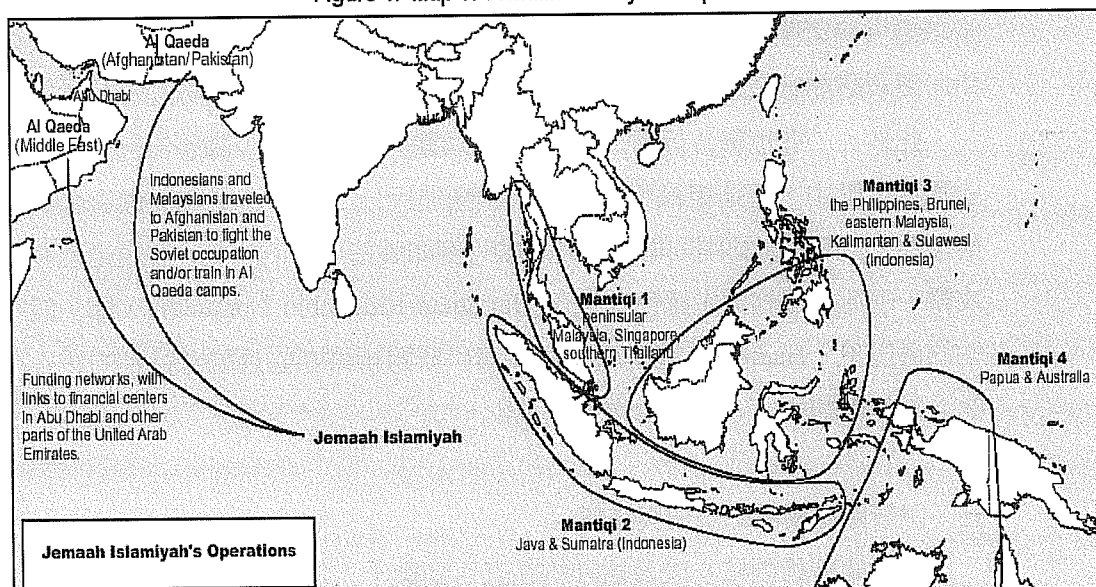 Al Qaeda
(Afghanistan/Pakistan)
Abu Dhabi
Al Qaeda
(Middle East)
Indonesians and
Malaysians traveled
to Afghanistan and
Pakistan to fight the
Soviet occupation
and/or train in Al
Qaeda camps.
Funding networks, with
links to financial centers
in Abu Dhabi and other
parts of the United Arab
Emirates.
Jemaah Islamiyah
Mantiqi 1
peninsular
Malaysia, Singapore
southern Thailand
Mantiqi 3
the Philippines, Brunei,
eastern Malaysia,
Kalimantan & Sulawesi
(Indonesia)
Mantiqi 4
Papua & Australia
Mantiqi 2
Java & Sumatra (Indonesia)
Jemaah Islamiyah's Operations